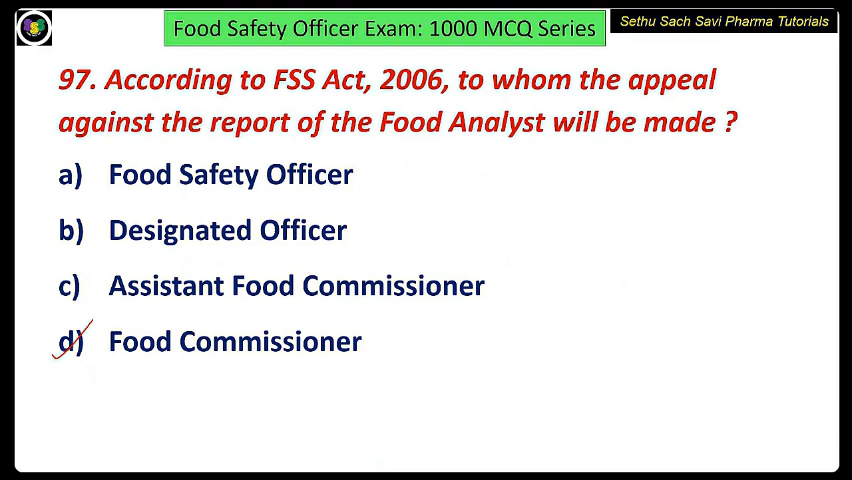 Food Safety Officer Exam: 1000 MCQ Series
Sethu Sach Savi Pharma Tutorials
97. According to FSS Act, 2006, to whom the appeal
against the report of the Food Analyst will be made ?
a) Food Safety Officer
b) Designated Officer
c) Assistant Food Commissioner
d) Food Commissioner